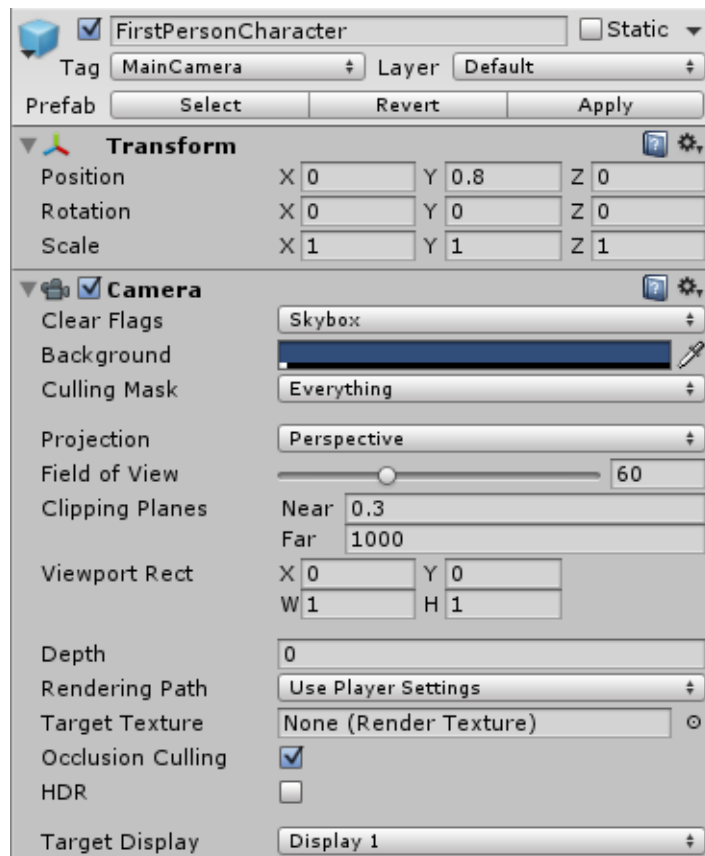 FirstPersonCharacter Static
Tag MainCamera Layer Default
Prefab Select Revert Apply
Transform
Position X 0 Y 0.8 Z 0
Rotation X 0 Y 0 Z 0
Scale X 1 Y 1 Z 1
Camera
Clear Flags Skybox
Background
Culling Mask Everything
Projection Perspective
Field of View 60
Clipping Planes Near 0.3
Far 1000
Viewport Rect X 0 Y 0
W 1 H 1
Depth 0
Rendering Path Use Player Settings
Target Texture None (Render Texture)
Occlusion Culling
HDR
Target Display Display 1